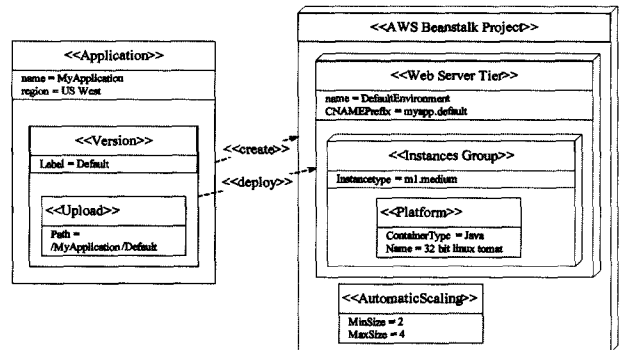 <<Application>>
name = MyApplication
region = US West
<<Version>>
Label = Default
<<Upload>>
Path =
/MyApplication/Default
<<create>>
<<deploy>>
<<AWS Beanstalk Project>>
<<Web Server Tier>>
name = DefaultEnvironment
CNAMEPrefix = myapp.default
<<Instances Group>>
Instancetype = m1.medium
<<Platform>>
ContainerType = Java
Name = 32 bit linux tomat
<<AutomaticScaling>>
MinSize = 2
MaxSize = 4